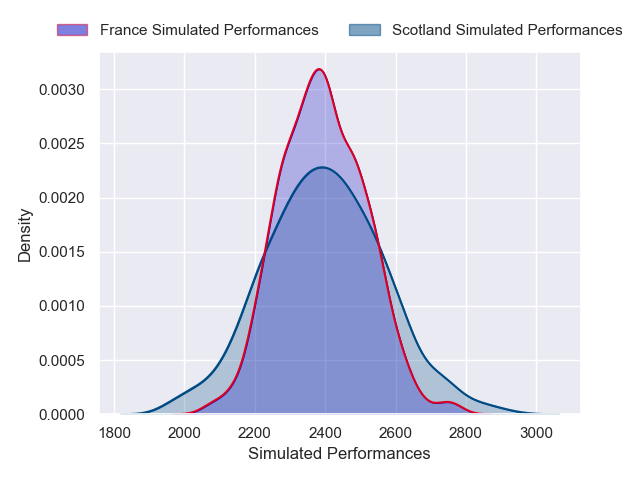 France Simulated Performances
Scotland Simulated Performances
0.0030
0.0025
0.0020
0.0015
0.0010
0.0005
0.0000
Density
1800 2000 2200 2400 2600 2800 3000
Simulated Performances